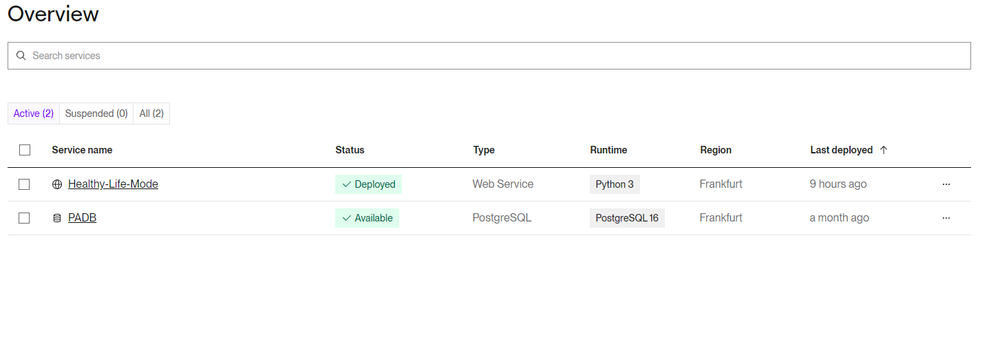 Overview
Search services
Active (2) Suspended (0) All (2)
Service name Status Type Runtime Region Last deployed ↑
Healthy-Life-Mode ✓ Deployed Web Service Python 3 Frankfurt 9 hours ago ...
PADB ✓ Available PostgreSQL PostgreSQL 16 Frankfurt a month ago ...